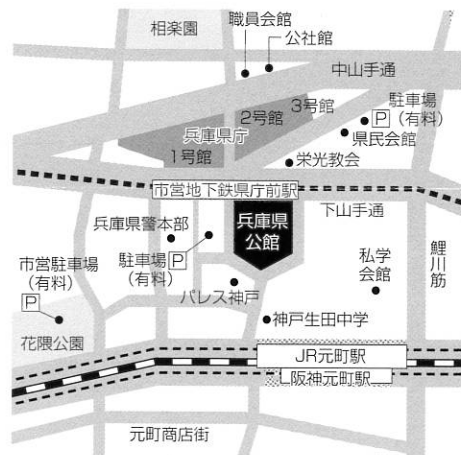 職員会館
相楽園
公社館
中山手通
駐車場
(有料)
P
3号館
2号館
県民会館
兵庫県庁
1号館
栄光教会
市営地下鉄県庁前駅
下山手通
兵庫県警本部
兵庫県
公館
鯉川筋
市営駐車場
(有料)
P
駐車場
(有料)
P
私学
会館
パレス神戸
神戸生田中学
花隈公園
JR元町駅
阪神元町駅
元町商店街